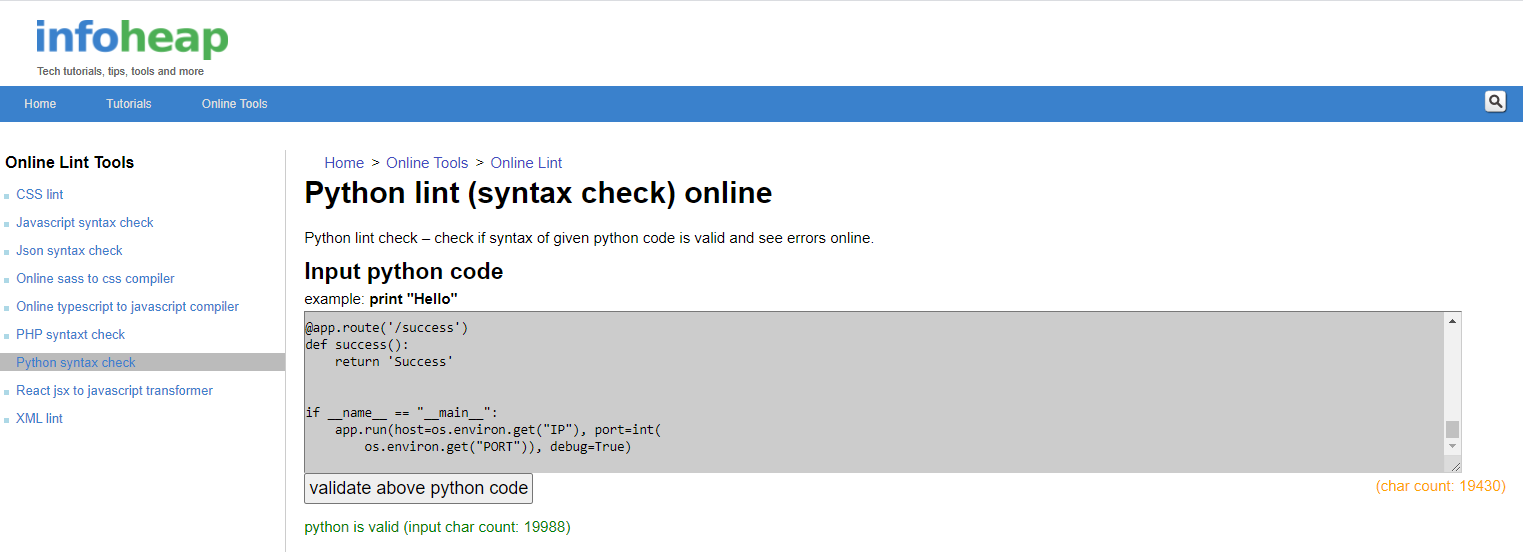 infoheap
Tech tutorials, tips, tools and more
Home Tutorials Online Tools
Online Lint Tools
CSS lint
Javascript syntax check
Json syntax check
Online sass to css compiler
Online typescript to javascript compiler
PHP syntaxt check
Python syntax check
React jsx to javascript transformer
XML lint
Home > Online Tools > Online Lint
Python lint (syntax check) online
Python lint check – check if syntax of given python code is valid and see errors online.
Input python code
example: print "Hello"
@app.route('/success')
def success():
    return 'Success'
if __name__ == "__main__":
    app.run(host=os.environ.get("IP"), port=int(
        os.environ.get("PORT")), debug=True)
validate above python code
(char count: 19430)
python is valid (input char count: 19988)